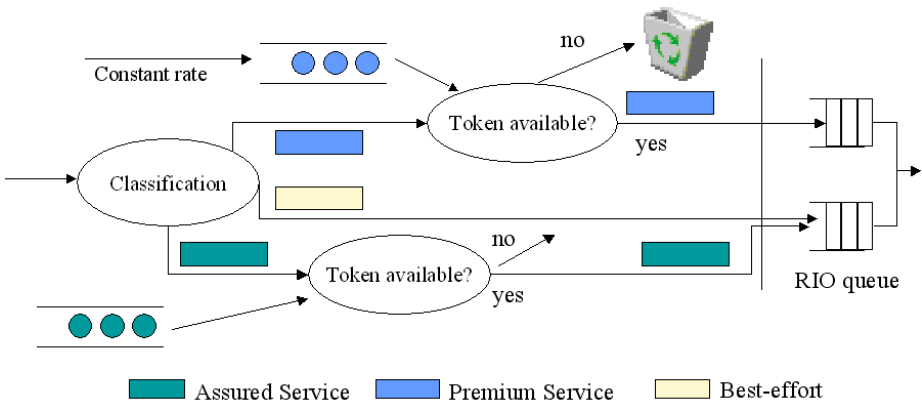 no
Constant rate
Token available?
yes
Classification
no
Token available?
yes
RIO queue
Assured Service
Premium Service
Best-effort